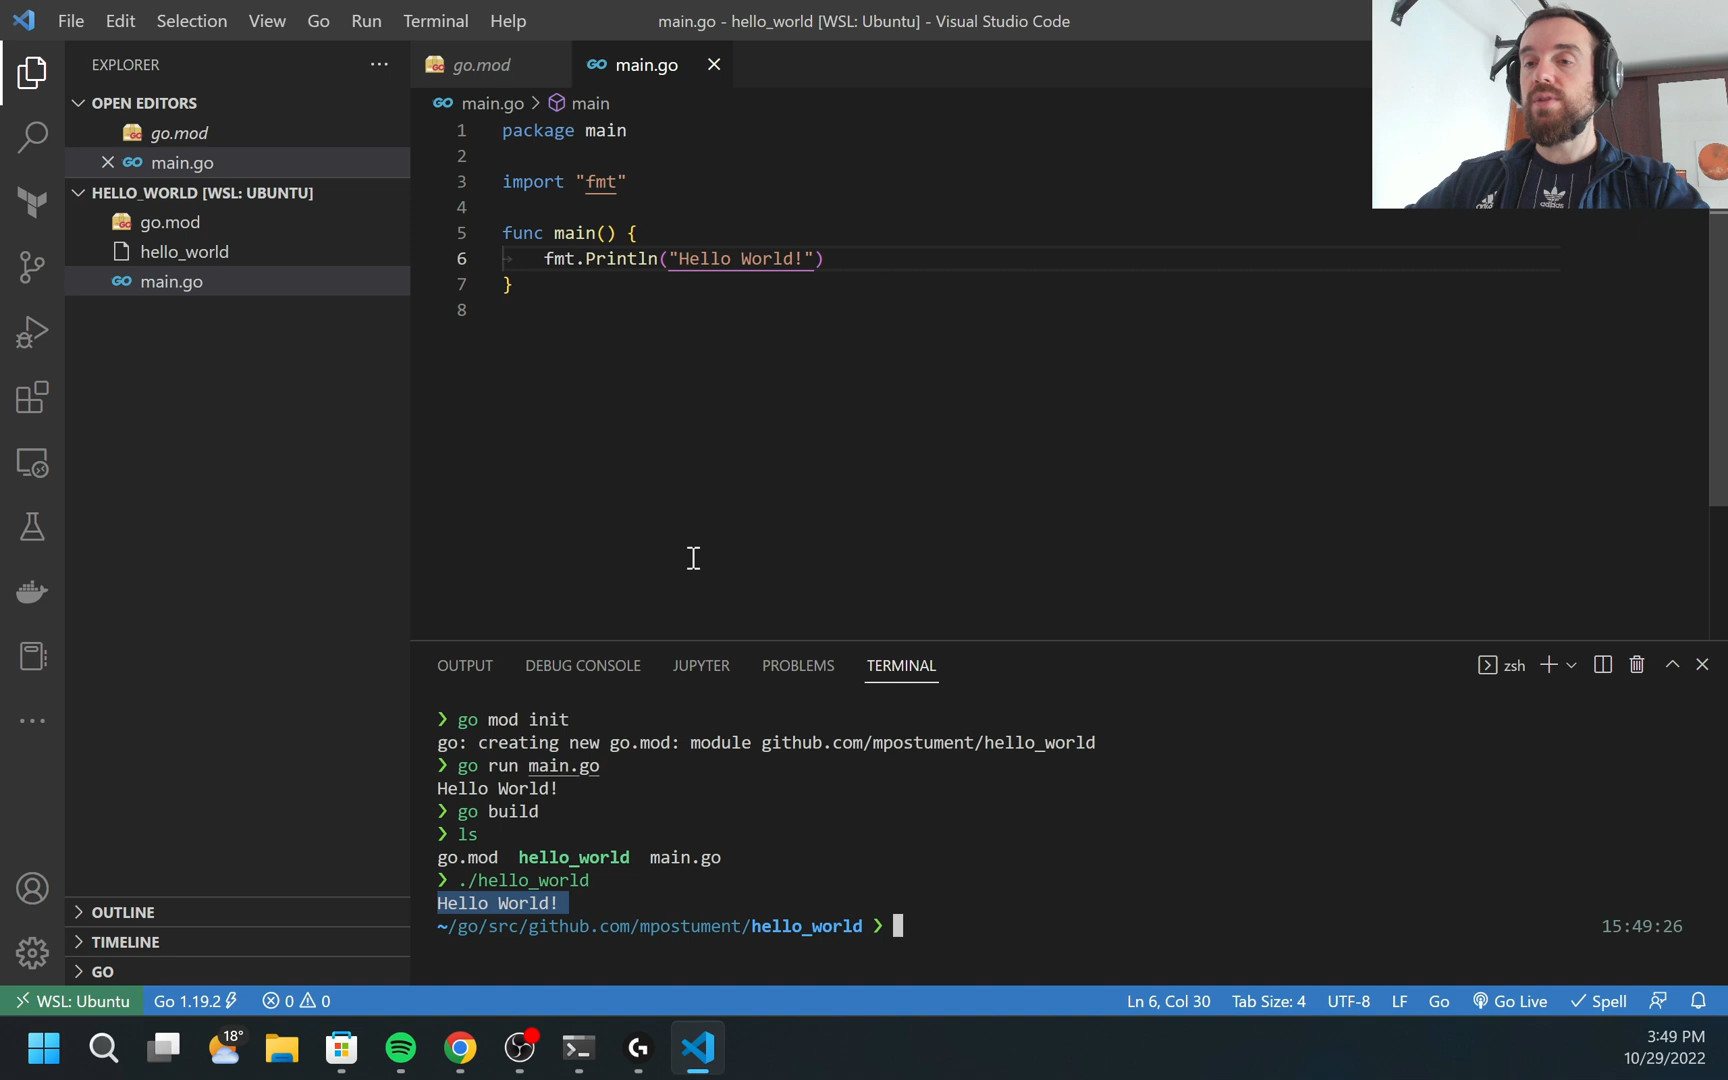 File Edit Selection View Go Run Terminal Help
main.go - hello_world [WSL: Ubuntu] - Visual Studio Code
EXPLORER
OPEN EDITORS
go.mod
main.go
HELLO_WORLD [WSL: UBUNTU]
go.mod
hello_world
main.go
OUTLINE
TIMELINE
GO
go.mod
main.go
main.go > main
1 package main
2
3 import "fmt"
4
5 func main() {
6 fmt.Println("Hello World!")
7 }
8
adidas
OUTPUT DEBUG CONSOLE JUPYTER PROBLEMS TERMINAL
zsh
❯ go mod init
go: creating new go.mod: module github.com/mpostument/hello_world
❯ go run main.go
Hello World!
❯ go build
❯ ls
go.mod hello_world main.go
❯ ./hello_world
Hello World!
~/go/src/github.com/mpostument/hello_world ❯
15:49:26
WSL: Ubuntu Go 1.19.2 0 0
Ln 6, Col 30 Tab Size: 4 UTF-8 LF Go Go Live Spell
18°
3:49 PM
10/29/2022